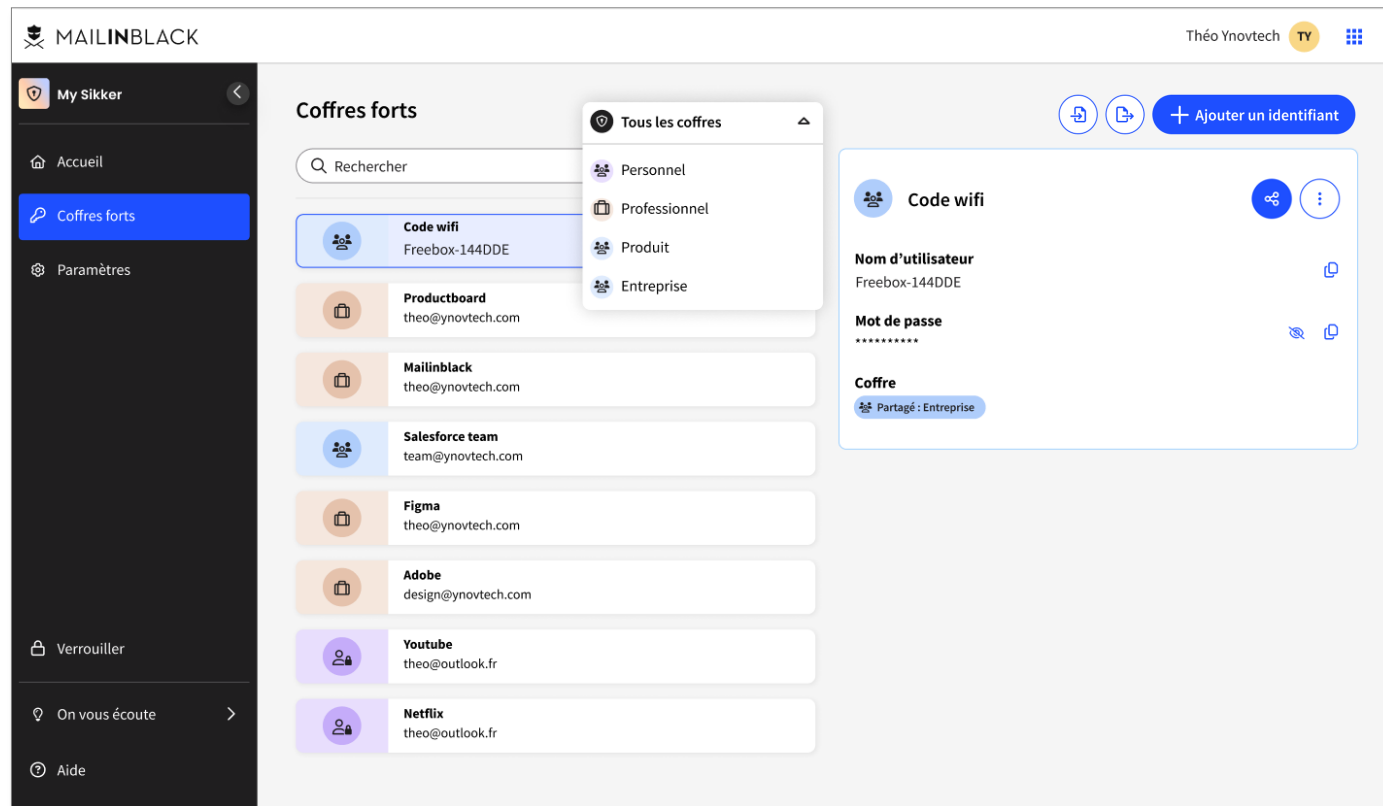 MAILINBLACK
Théo Ynovtech
TY
My Sikker
Accueil
Coffres forts
Paramètres
Verrouiller
On vous écoute
Aide
Coffres forts
Tous les coffres
Personnel
Professionnel
Produit
Entreprise
Ajouter un identifiant
Rechercher
Code wifi
Freebox-144DDE
Productboard
theo@ynovtech.com
Mailinblack
theo@ynovtech.com
Salesforce team
team@ynovtech.com
Figma
theo@ynovtech.com
Adobe
design@ynovtech.com
Youtube
theo@outlook.fr
Netflix
theo@outlook.fr
Code wifi
Nom d’utilisateur
Freebox-144DDE
Mot de passe
**********
Coffre
Partagé : Entreprise